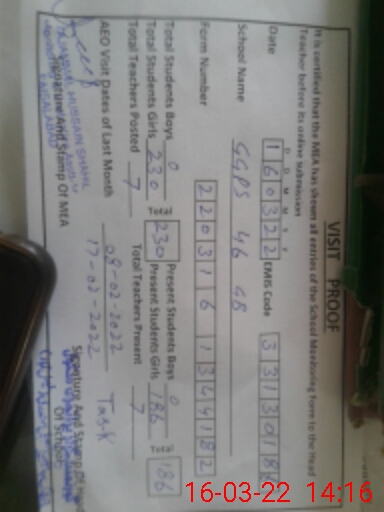 VISIT PROOF
It is certified that the MEA has shown all entries of the School Monitoring Form to the Head
Teacher before its online submission
D D M M Y Y
Date 1 6 0 3 2 2 EMIS Code 3 3 1 3 0 1 8
School Name GGPS 46 GB
Form Number 2 2 0 3 1 6 1 3 4 4 1 8 2
Total Students Boys 0 Present Students Boys 0
Total Students Girls 230 Total 230 Present Students Girls 186 Total 186
Total Teachers Posted 7 Total Teachers Present 7
AEO Visit Dates of Last Month 08-02-2022
17-02-2022
Signature And Stamp Of MEA Signature And Stamp Of
Of School
HUSSAIN SHAH
FAISALABAD
16-03-22 14:16